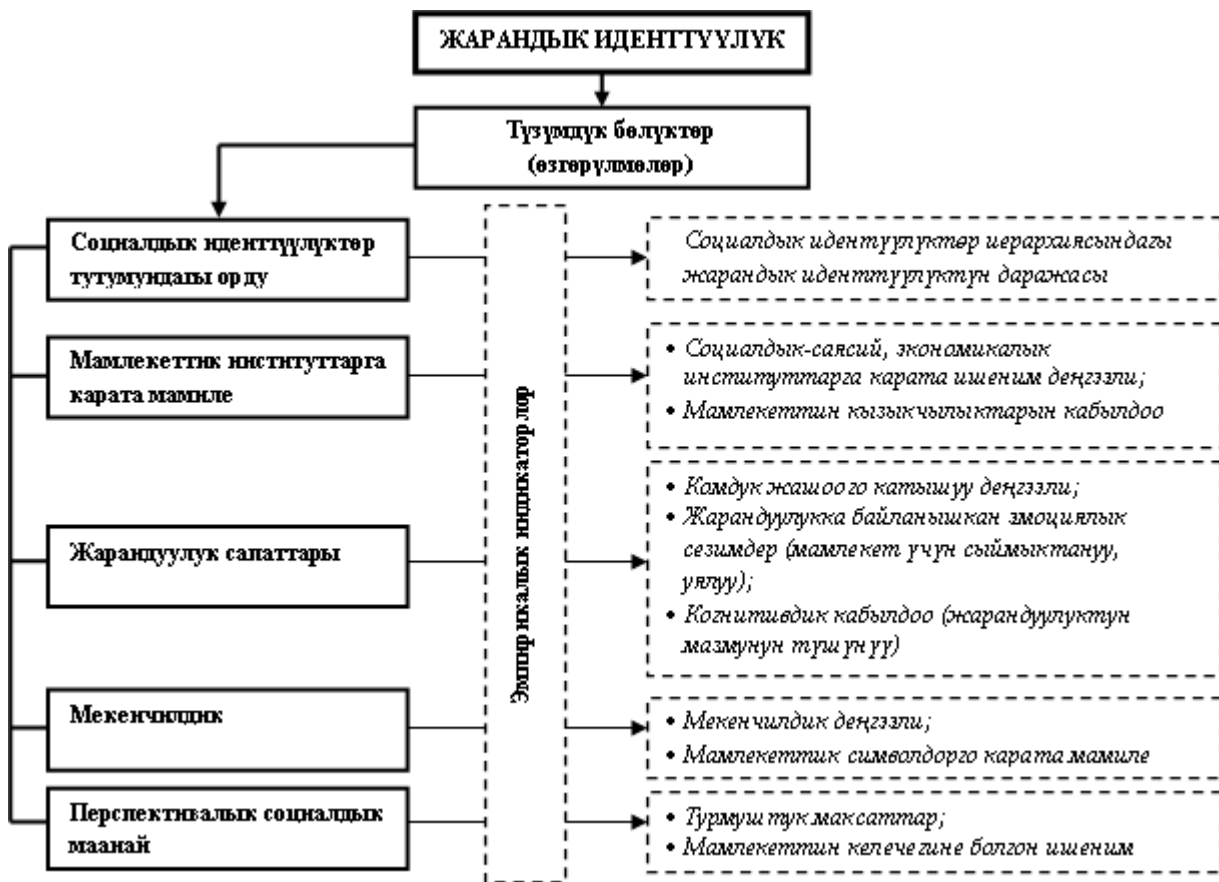 ЖАРАНДЫК ИДЕНТТҮҮЛҮК
Түзүмдүк бөлүктөр
(өзгөрүлмөлөр)
Социалдык иденттүүлүктөр
тутумундагы орду
Социалдык идентүүлүктөр иерархиясындагы
жарандык иденттүүлүктүн даражасы
Мамлекеттик институттарга
карата мамиле
• Социалдык-саясий, экономикалык
институттарга карата ишеним деңгээли;
• Мамлекеттин кызыкчылыктарын кабылдоо
Эмпирикалык индикаторлор
Жарандуулук сапаттары
• Коомдук жашоого катышуу деңгээли;
• Жарандуулукка байланышкан эмоциялык
сезимдер (мамлекет үчүн сыймыктануу,
уялуу);
• Когнитивдик кабылдоо (жарандуулуктун
мазмунун түшүнүү)
Мекенчилдик
• Мекенчилдик деңгээли;
• Мамлекеттик символдорго карата мамиле
Перспективалык социалдык
маанай
• Турмуштук максаттар;
• Мамлекеттин келечегине болгон ишеним